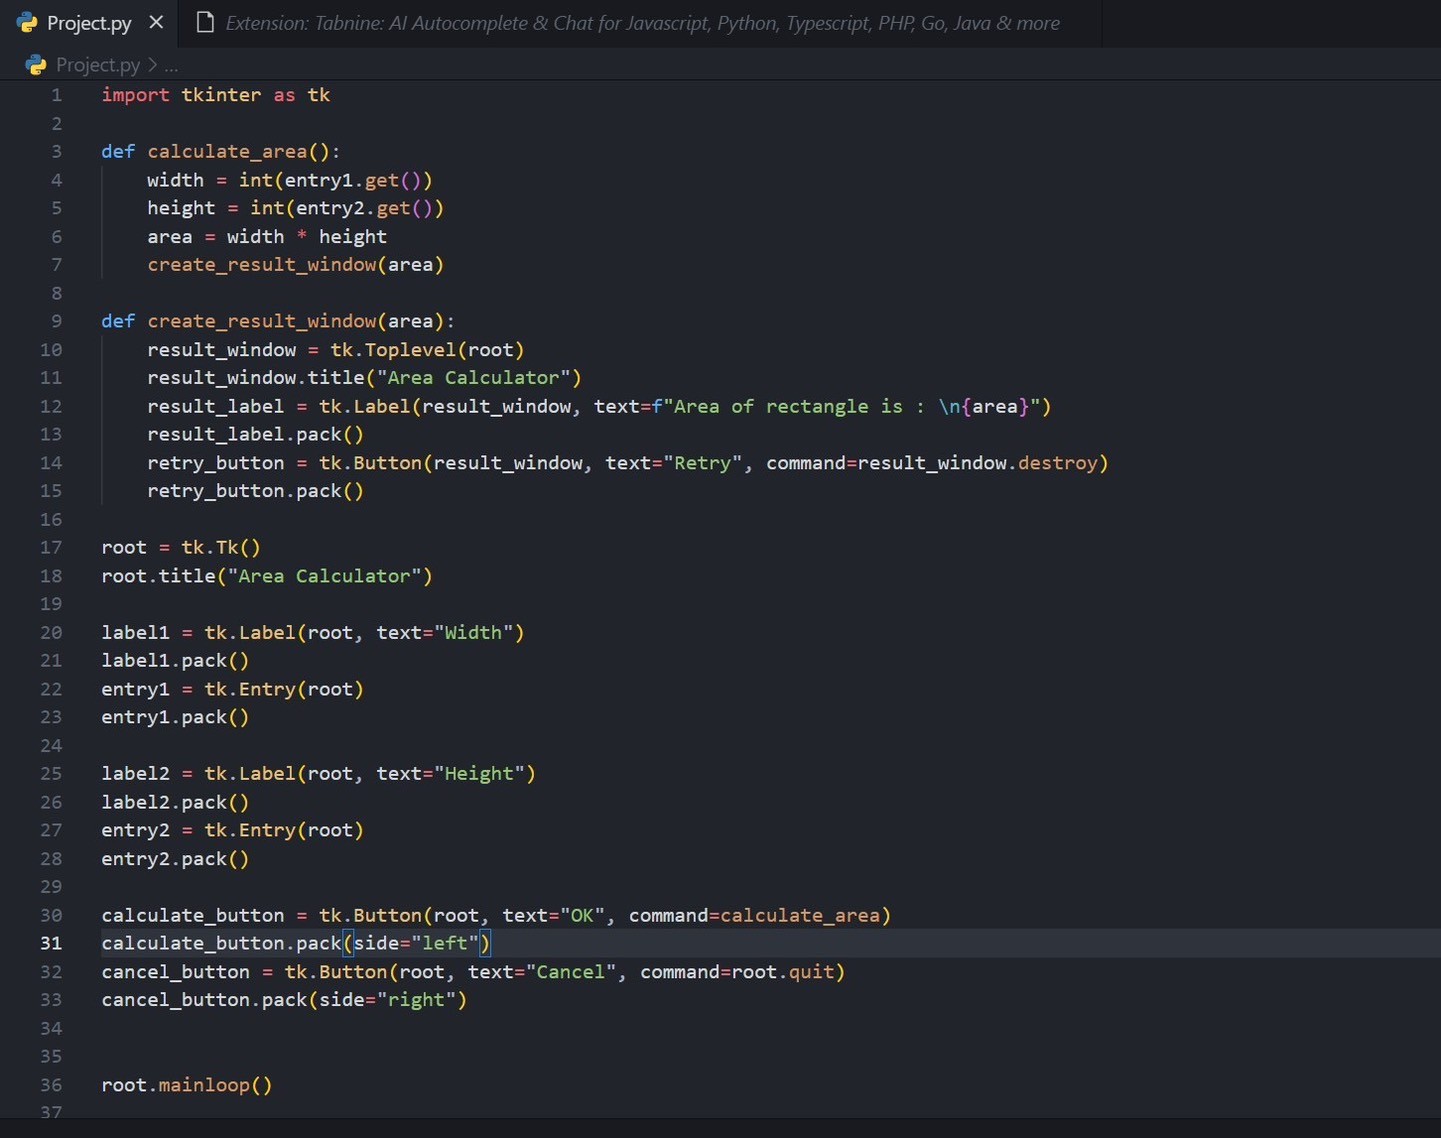 Project.py ×
Extension: Tabnine: AI Autocomplete & Chat for Javascript, Python, Typescript, PHP, Go, Java & more
Project.py > ...
1 import tkinter as tk
2
3 def calculate_area():
4     width = int(entry1.get())
5     height = int(entry2.get())
6     area = width * height
7     create_result_window(area)
8
9 def create_result_window(area):
10     result_window = tk.Toplevel(root)
11     result_window.title("Area Calculator")
12     result_label = tk.Label(result_window, text=f"Area of rectangle is : \n{area}")
13     result_label.pack()
14     retry_button = tk.Button(result_window, text="Retry", command=result_window.destroy)
15     retry_button.pack()
16
17 root = tk.Tk()
18 root.title("Area Calculator")
19
20 label1 = tk.Label(root, text="Width")
21 label1.pack()
22 entry1 = tk.Entry(root)
23 entry1.pack()
24
25 label2 = tk.Label(root, text="Height")
26 label2.pack()
27 entry2 = tk.Entry(root)
28 entry2.pack()
29
30 calculate_button = tk.Button(root, text="OK", command=calculate_area)
31 calculate_button.pack(side="left")
32 cancel_button = tk.Button(root, text="Cancel", command=root.quit)
33 cancel_button.pack(side="right")
34
35
36 root.mainloop()
37